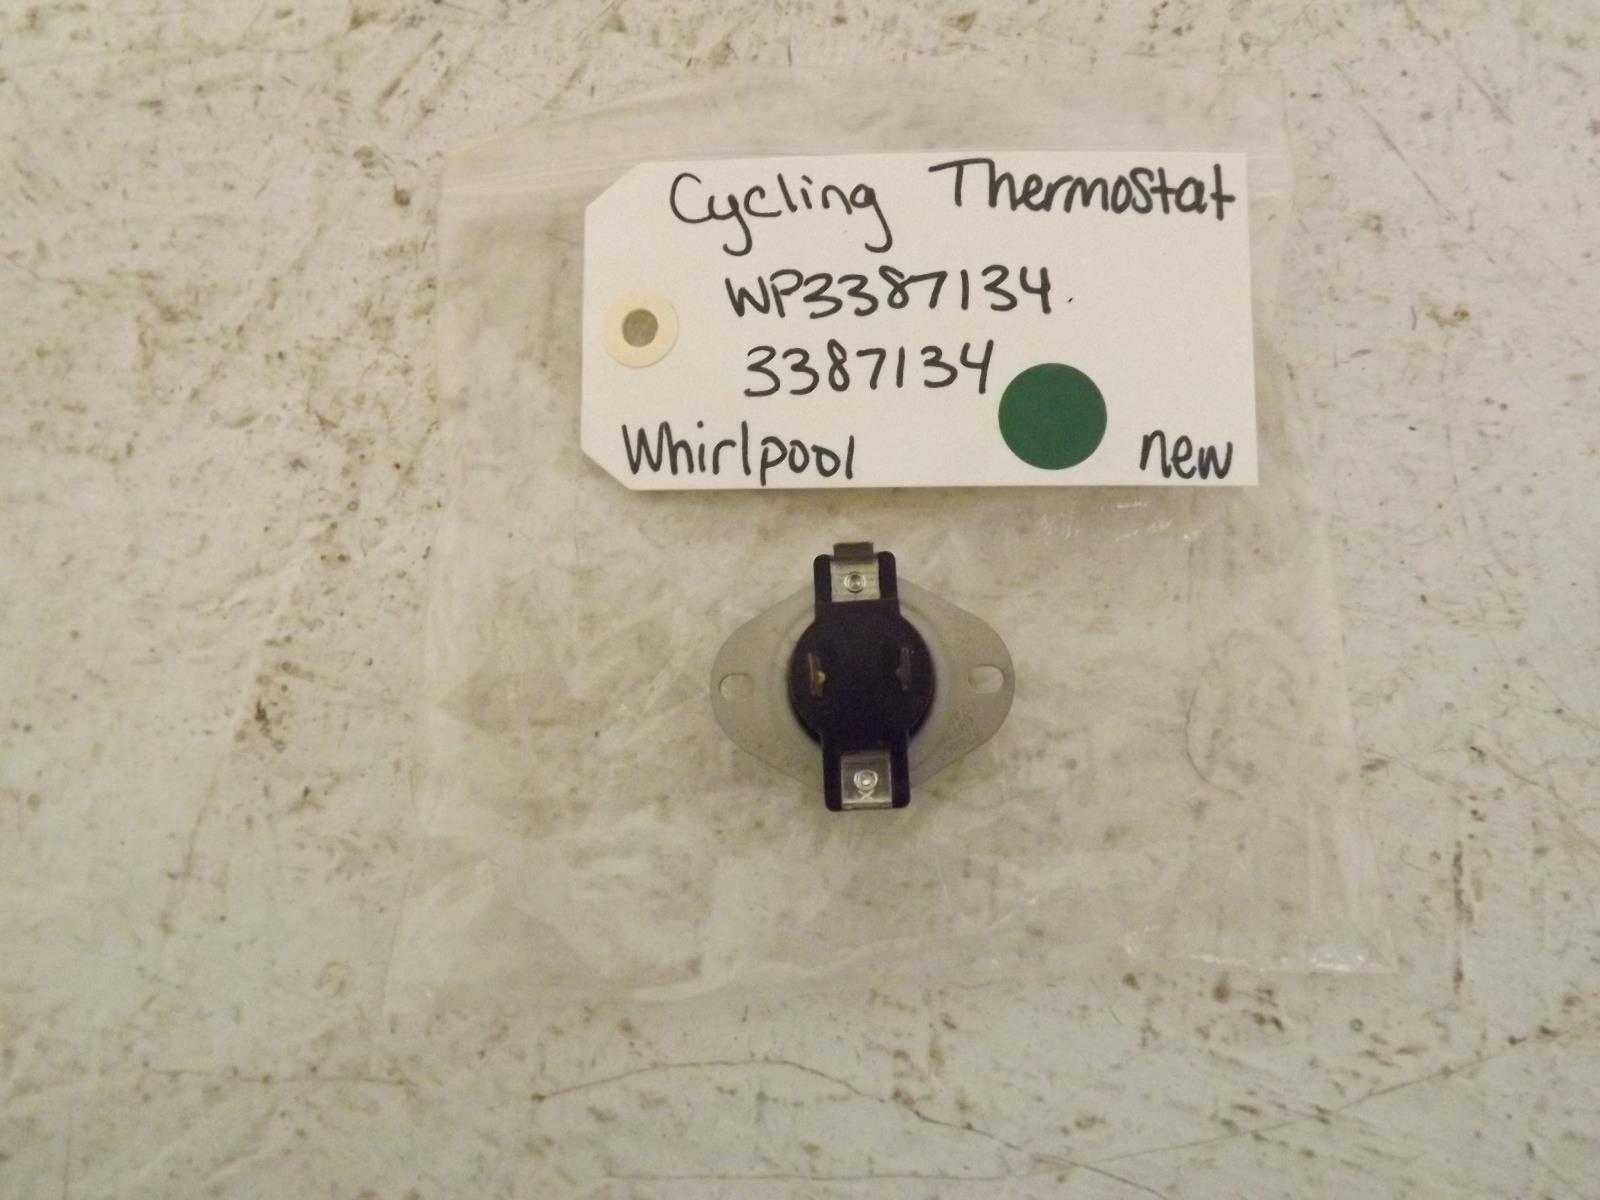 Cycling Thermostat
WP3387134.
3387134
Whirlpool new